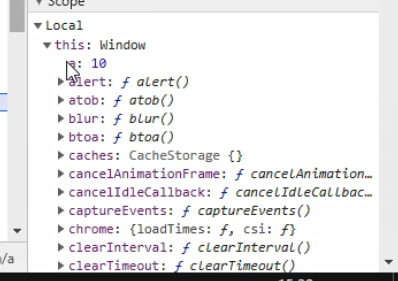 Scope
Local
this: Window
a: 10
alert: ƒ alert()
atob: ƒ atob()
blur: ƒ blur()
btoa: ƒ btoa()
caches: CacheStorage {}
cancelAnimationFrame: ƒ cancelAnimation…
cancelIdleCallback: ƒ cancelIdleCallbac…
captureEvents: ƒ captureEvents()
chrome: {loadTimes: ƒ, csi: ƒ}
clearInterval: ƒ clearInterval()
/a
clearTimeout: ƒ clearTimeout()